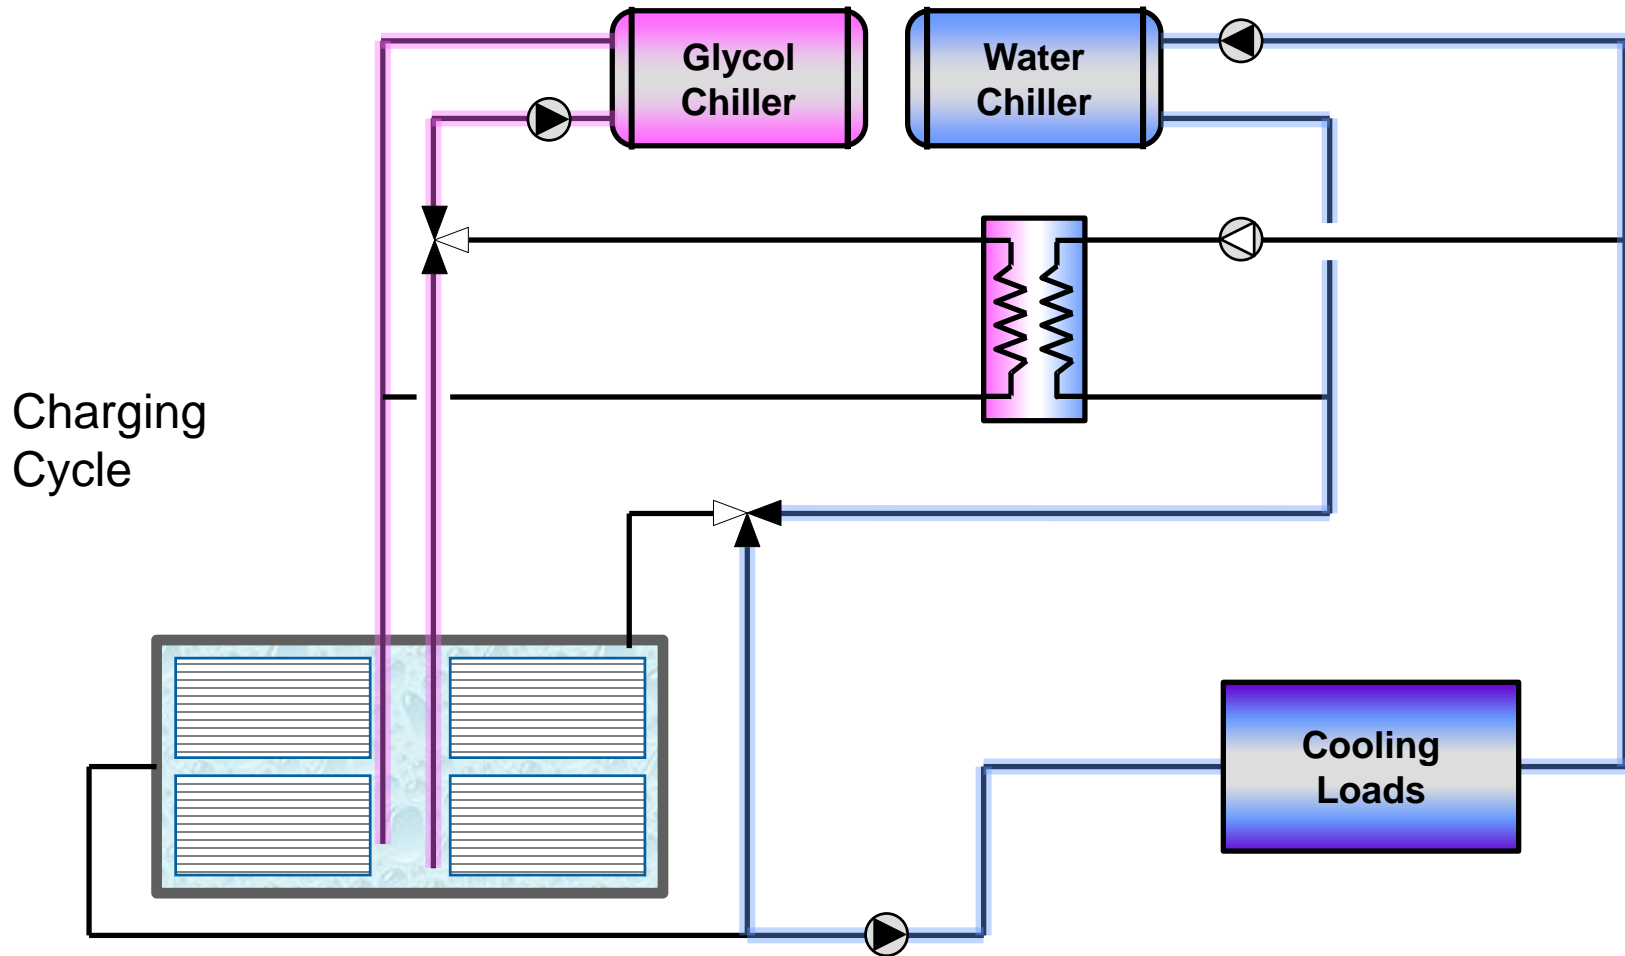 Glycol
Chiller
Water
Chiller
Charging
Cycle
Cooling
Loads